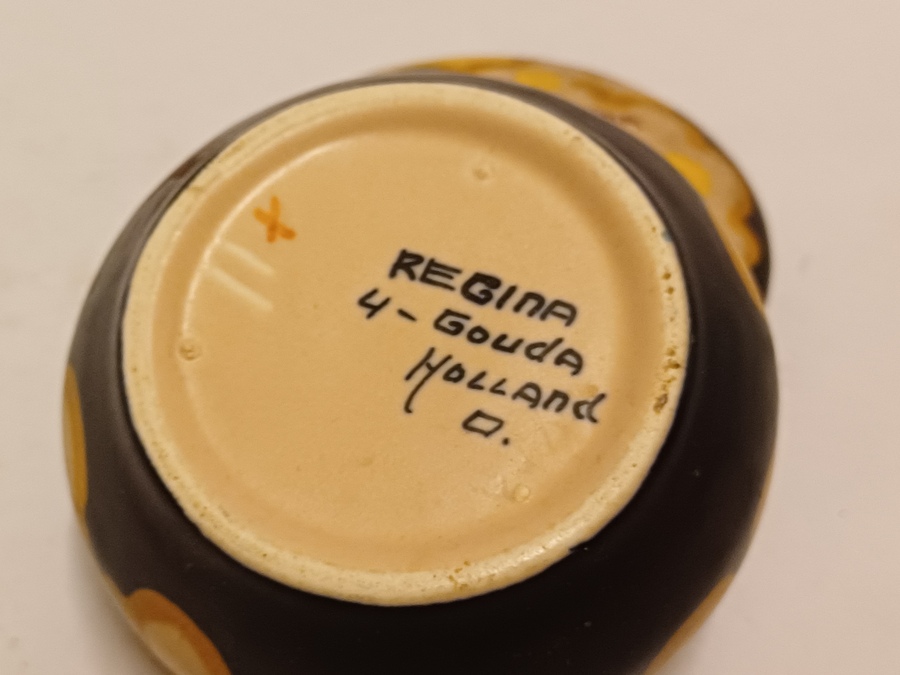 X
REGINA
4 - GOUDA
HOLLAND
D.